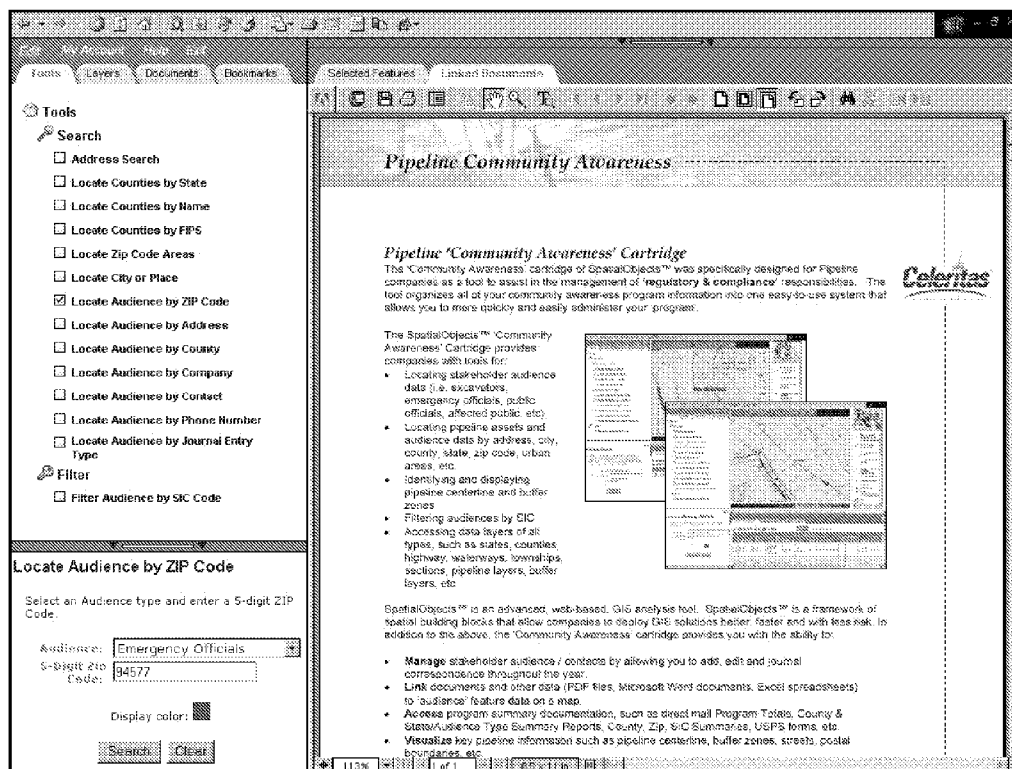 Edit My Account Help Exit
Tools Layers Documents Bookmarks
Tools
Search
Address Search
Locate Counties by State
Locate Counties by Name
Locate Counties by FIPS
Locate Zip Code Areas
Locate City or Place
Locate Audience by ZIP Code
Locate Audience by Address
Locate Audience by County
Locate Audience by Company
Locate Audience by Contact
Locate Audience by Phone Number
Locate Audience by Journal Entry
Type
Filter
Filter Audience by SIC Code
Locate Audience by ZIP Code
Select an Audience type and enter a 5-digit ZIP
Code.
Audience: Emergency Officials
5-Digit Zip
Code: 94577
Display color:
Search Clear
Selected Features Linked Documents
Pipeline Community Awareness
Celeritas
Pipeline 'Community Awareness' Cartridge
The 'Community Awareness' cartridge of SpatialObjects™ was specifically designed for Pipeline
companies as a tool to assist in the management of 'regulatory & compliance' responsibilities. The
tool organizes all of your community awareness program information into one easy-to-use system that
allows you to more quickly and easily administer your program.
The SpatialObjects™ 'Community
Awareness' Cartridge provides
companies with tools for:
• Locating stakeholder audience
data (i.e. excavators,
emergency officials, public
officials, affected public, etc)
• Locating pipeline assets and
audience data by address, city,
county, state, zip code, urban
areas, etc.
• Identifying and displaying
pipeline centerline and buffer
zones
• Filtering audiences by SIC
• Accessing data layers of all
types, such as states, counties,
highway, waterways, townships,
sections, pipeline layers, buffer
layers, etc
SpatialObjects™ is an advanced, web-based, GIS analysis tool. SpatialObjects™ is a framework of
spatial building blocks that allow companies to deploy GIS solutions better, faster and with less risk. In
addition to the above, the 'Community Awareness' cartridge provides you with the ability to:
• Manage stakeholder audience / contacts by allowing you to add, edit and journal
correspondence throughout the year.
• Link documents and other data (PDF files, Microsoft Word documents, Excel spreadsheets)
to 'audience' feature data on a map.
• Access program summary documentation, such as direct mail Program Totals, County &
State/Audience Type Summary Reports, County, Zip, SIC Summaries, USPS forms, etc.
• Visualize key pipeline information such as pipeline centerline, buffer zones, streets, postal
boundaries, etc.
113% 1 of 1 8.5 x 11 in